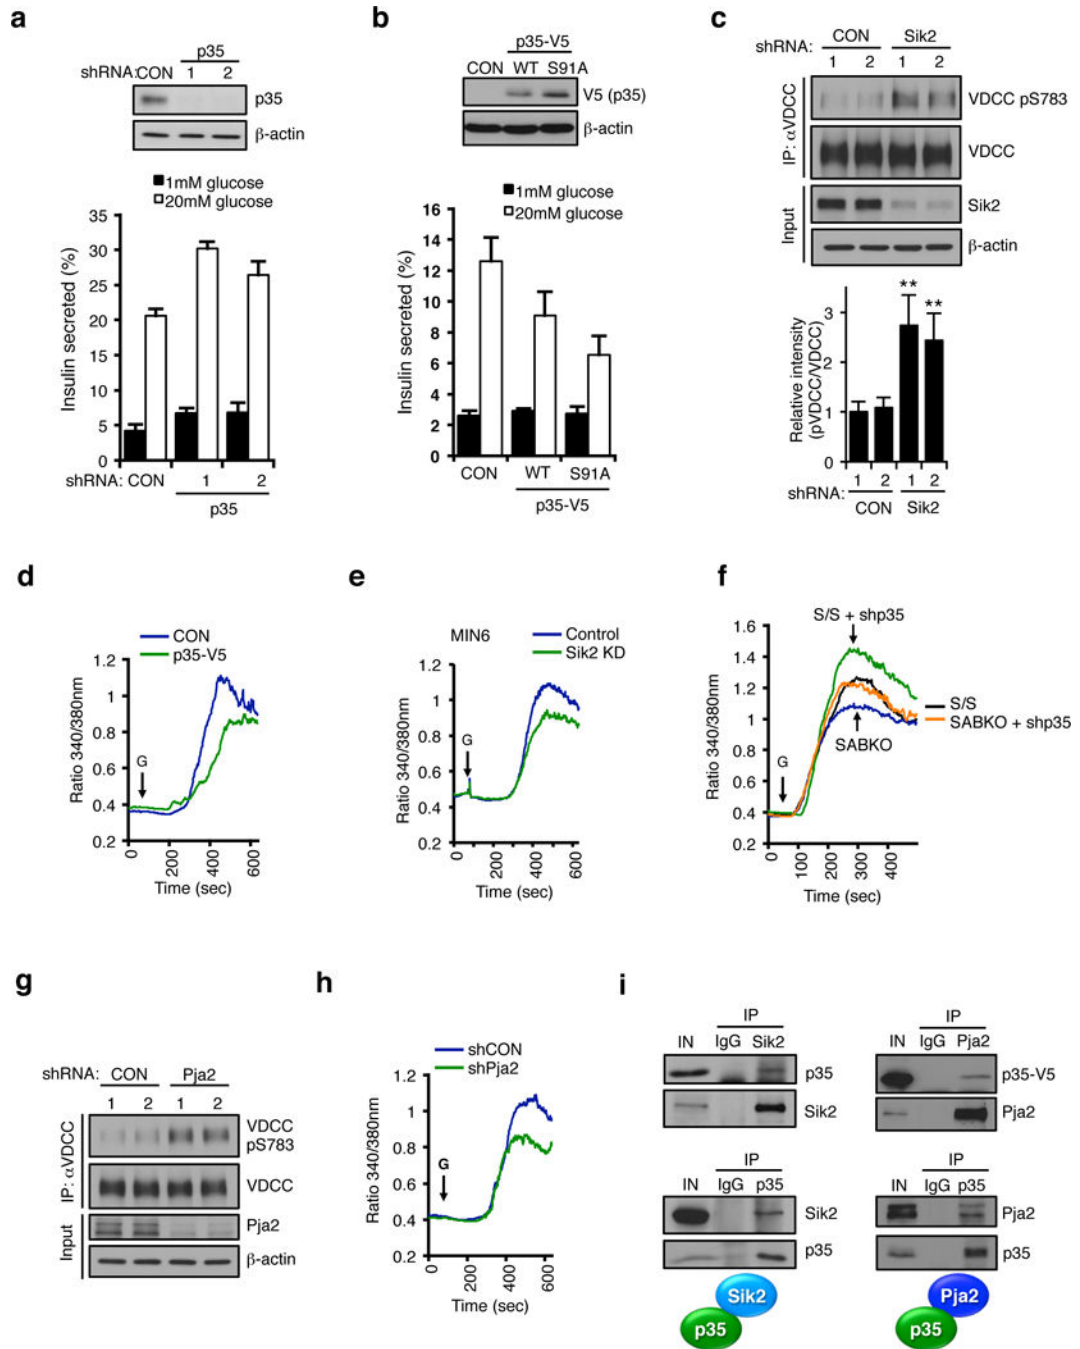 a
p35
shRNA: CON 1 2
p35
β-actin
1mM glucose
20mM glucose
Insulin secreted (%)
35
30
25
20
15
10
5
0
shRNA: CON 1 2
p35
b
p35-V5
CON WT S91A
V5 (p35)
β-actin
1mM glucose
20mM glucose
Insulin secreted (%)
16
14
12
10
8
6
4
2
0
CON WT S91A
p35-V5
c
CON Sik2
shRNA: 1 2 1 2
IP: αVDCC
VDCC pS783
VDCC
Input
Sik2
β-actin
Relative intensity
(pVDCC/VDCC)
3
2
1
0
** **
shRNA: 1 2 1 2
CON Sik2
d
CON
p35-V5
Ratio 340/380nm
1.2
1.0
0.8
0.6
0.4
0.2
G
0 200 400 600
Time (sec)
e
MIN6
Control
Sik2 KD
Ratio 340/380nm
1.2
1
0.8
0.6
0.4
0.2
G
0 200 400 600
Time (sec)
f
S/S + shp35
Ratio 340/380nm
1.6
1.4
1.2
1
0.8
0.6
0.4
0.2
S/S
SABKO + shp35
SABKO
G
0 100 200 300 400
Time (sec)
g
shRNA: CON Pja2
1 2 1 2
IP: αVDCC
VDCC
pS783
VDCC
Input
Pja2
β-actin
h
shCON
shPja2
Ratio 340/380nm
1.2
1
0.8
0.6
0.4
0.2
G
0 200 400 600
Time (sec)
i
IP
IN IgG Sik2
p35
Sik2
IP
IN IgG Pja2
p35-V5
Pja2
IP
IN IgG p35
Sik2
p35
IP
IN IgG p35
Pja2
p35
Sik2
p35
Pja2
p35